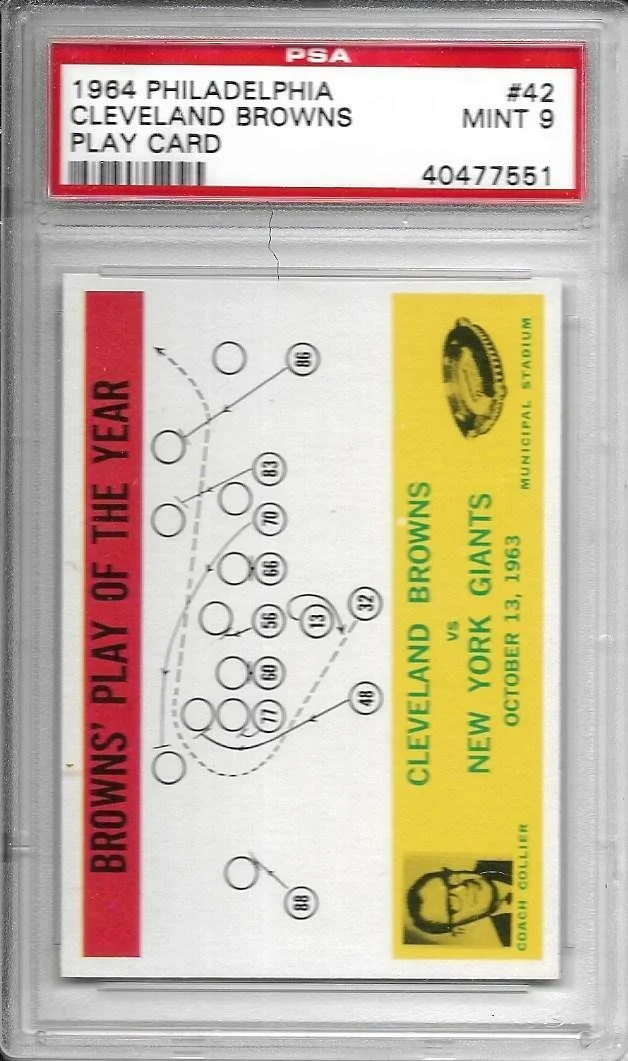 PSA
1964 PHILADELPHIA #42
CLEVELAND BROWNS MINT 9
PLAY CARD
40477551
BROWNS' PLAY OF THE YEAR
86
83
70
66
56
13
32
60
77
48
88
CLEVELAND BROWNS
VS
NEW YORK GIANTS
OCTOBER 13, 1963
COACH COLLIER
MUNICIPAL STADIUM